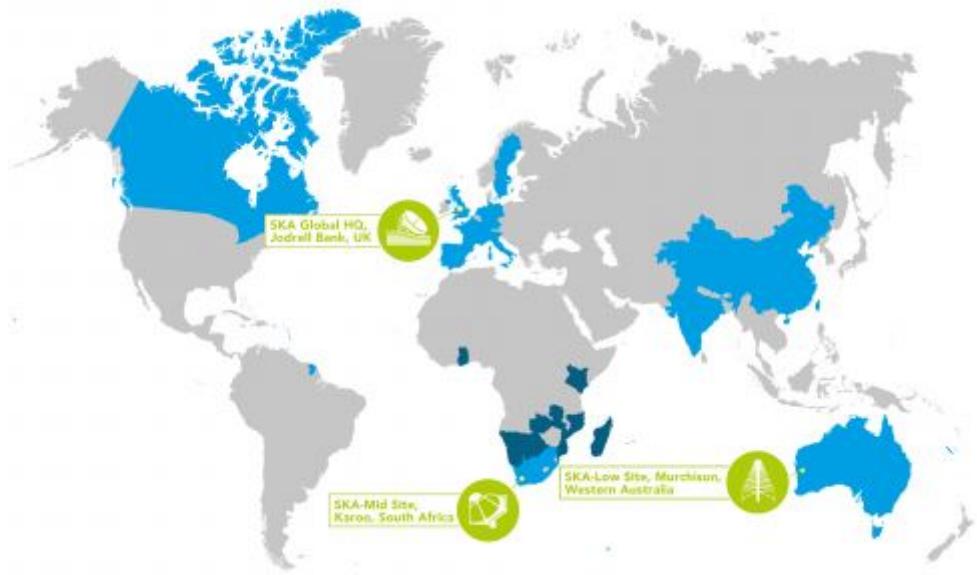 SKA Global HQ,
Jodrell Bank, UK
SKA-Low Site, Murchison,
Western Australia
SKA-Mid Site,
Karoo, South Africa